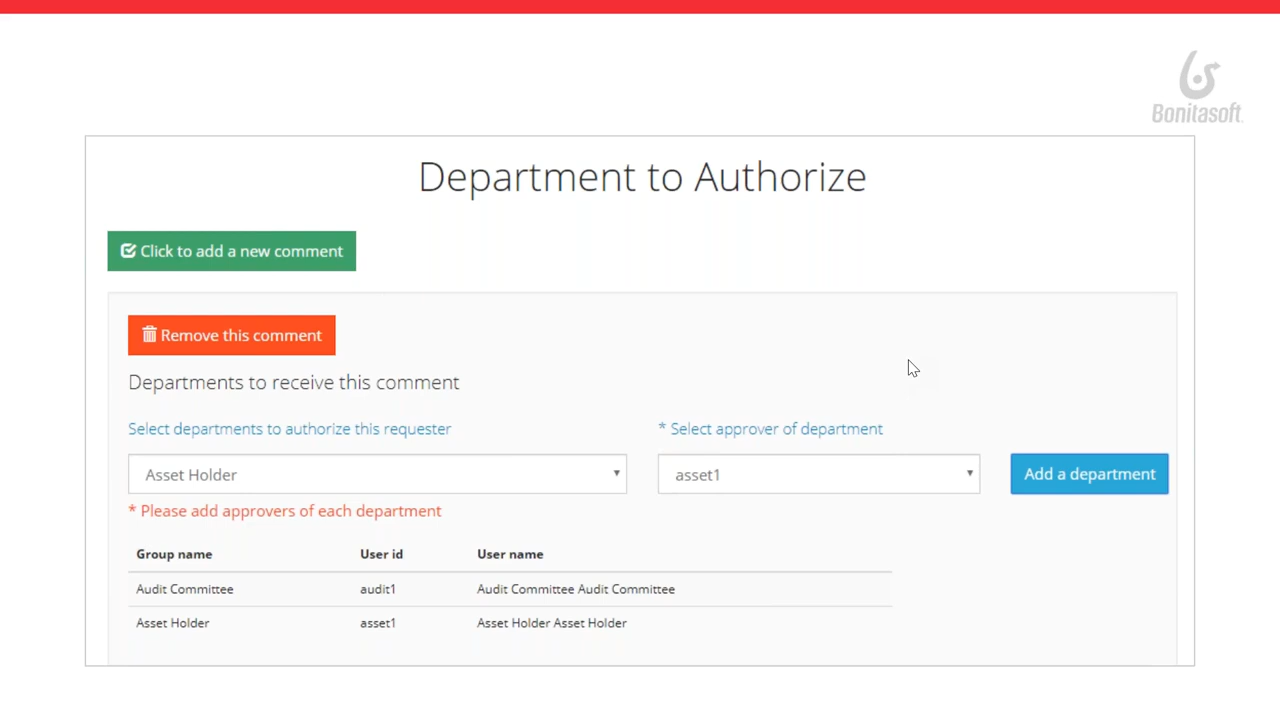 Bonitasoft
Department to Authorize
Click to add a new comment
Remove this comment
Departments to receive this comment
Select departments to authorize this requester
* Select approver of department
Asset Holder
asset1
Add a department
* Please add approvers of each department
Group name User id User name
Audit Committee audit1 Audit Committee Audit Committee
Asset Holder asset1 Asset Holder Asset Holder